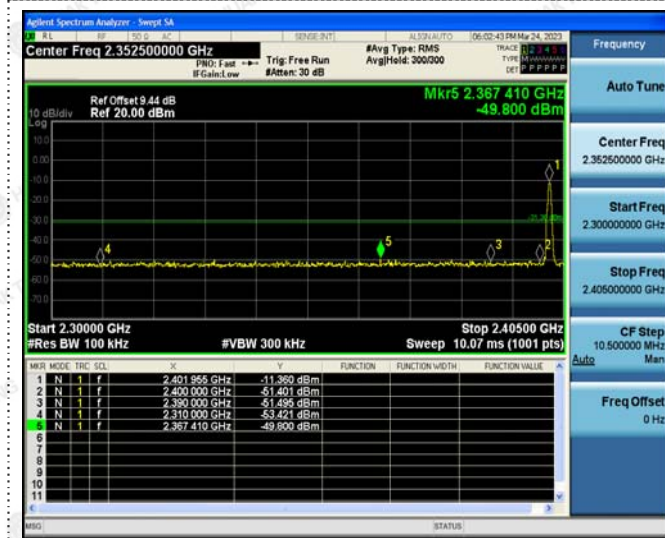 Agilent Spectrum Analyzer - Swept SA
RL RF 50 Ω AC SENSE:INT ALIGNAUTO 06:02:43 PM Mar 24, 2023
Center Freq 2.352500000 GHz
PNO: Fast
IFGain:Low
Trig: Free Run
#Atten: 30 dB
#Avg Type: RMS
Avg|Hold: 300/300
TRACE 1 2 3 4 5 6
TYPE M
DET P P P P P P
Ref Offset 9.44 dB
Ref 20.00 dBm
10 dB/div
Log
Mkr5 2.367 410 GHz
-49.800 dBm
10.0
0.00
-10.0
-20.0
-30.0
-40.0
-50.0
-60.0
-70.0
1
2
3
4
5
Start 2.30000 GHz
Stop 2.40500 GHz
#Res BW 100 kHz
#VBW 300 kHz
Sweep 10.07 ms (1001 pts)
MKR MODE TRC SCL X Y FUNCTION FUNCTION WIDTH FUNCTION VALUE
1 N 1 f 2.401 955 GHz -11.360 dBm
2 N 1 f 2.400 000 GHz -51.401 dBm
3 N 1 f 2.390 000 GHz -51.495 dBm
4 N 1 f 2.310 000 GHz -53.421 dBm
5 N 1 f 2.367 410 GHz -49.800 dBm
6
7
8
9
10
11
MSG
STATUS
Frequency
Auto Tune
Center Freq
2.352500000 GHz
Start Freq
2.300000000 GHz
Stop Freq
2.405000000 GHz
CF Step
10.500000 MHz
Auto Man
Freq Offset
0 Hz